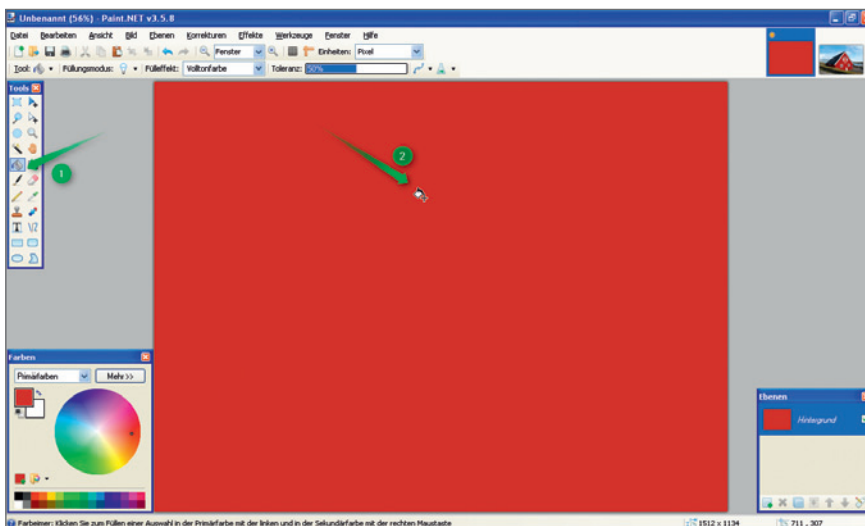 Unbenannt (56%) - Paint.NET v3.5.8
Datei Bearbeiten Ansicht Bild Ebenen Korrekturen Effekte Werkzeuge Fenster Hilfe
Fenster Einheiten: Pixel
Tool: Füllungsmodus: Fülleffekt: Volltonfarbe Toleranz: 50%
Tools
1
2
Farben
Primärfarben Mehr >>
Ebenen
Hintergrund
Farbeimer: Klicken Sie zum Füllen einer Auswahl in der Primärfarbe mit der linken und in der Sekundärfarbe mit der rechten Maustaste
1512 x 1134
711, 307